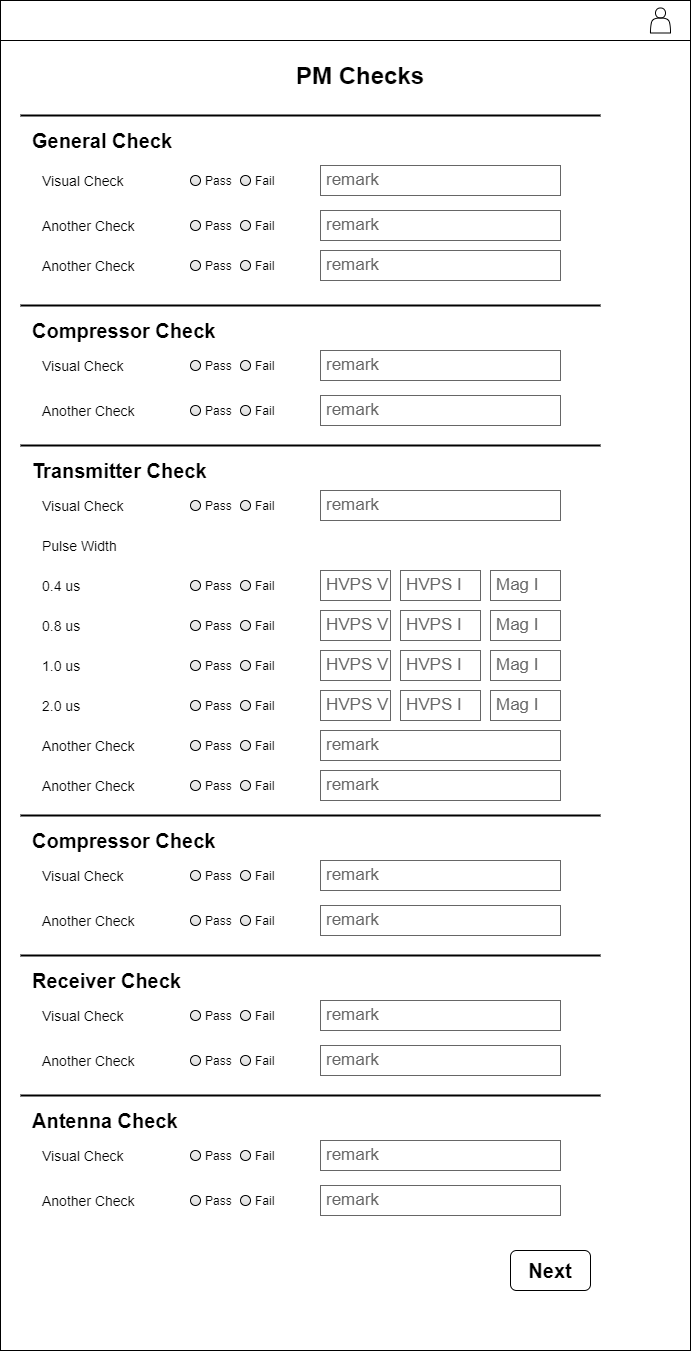 PM Checks
General Check
Visual Check Pass Fail remark
Another Check Pass Fail remark
Another Check Pass Fail remark
Compressor Check
Visual Check Pass Fail remark
Another Check Pass Fail remark
Transmitter Check
Visual Check Pass Fail remark
Pulse Width
0.4 us Pass Fail HVPS V HVPS I Mag I
0.8 us Pass Fail HVPS V HVPS I Mag I
1.0 us Pass Fail HVPS V HVPS I Mag I
2.0 us Pass Fail HVPS V HVPS I Mag I
Another Check Pass Fail remark
Another Check Pass Fail remark
Compressor Check
Visual Check Pass Fail remark
Another Check Pass Fail remark
Receiver Check
Visual Check Pass Fail remark
Another Check Pass Fail remark
Antenna Check
Visual Check Pass Fail remark
Another Check Pass Fail remark
Next